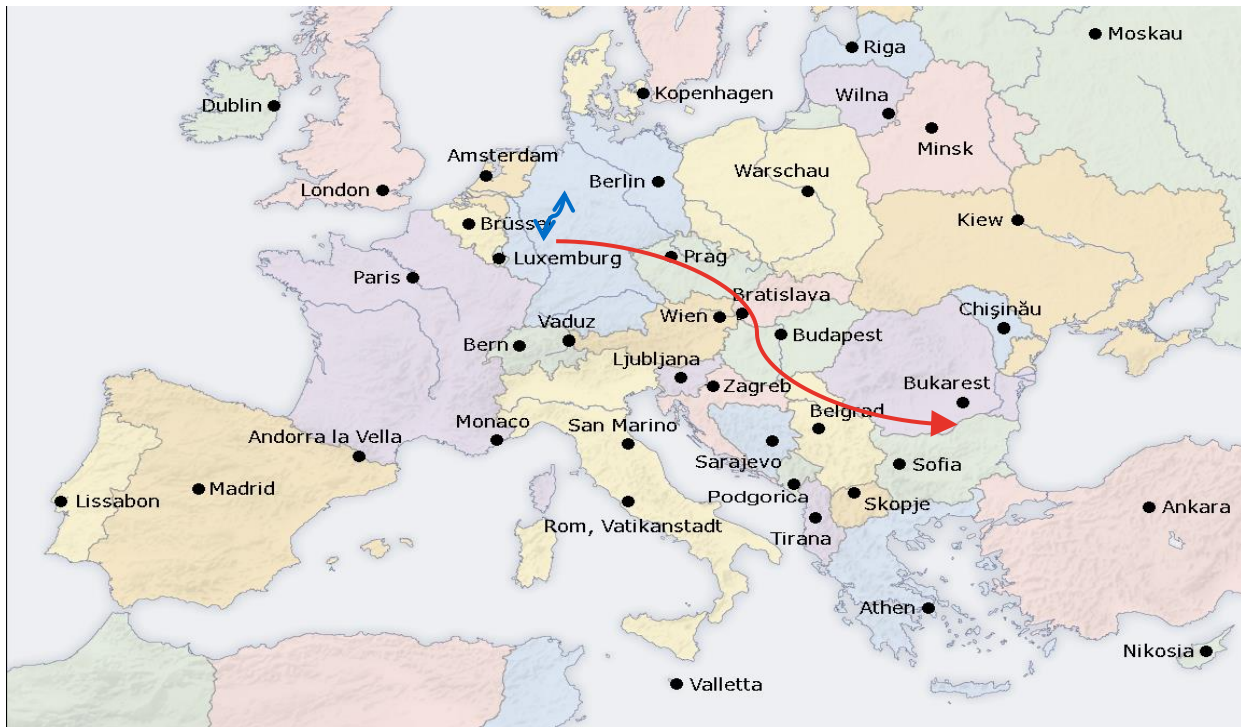 Moskau
Riga
Kopenhagen
Wilna
Dublin
Minsk
Amsterdam
Warschau
Berlin
London
Kiew
Brüssel
Prag
Luxemburg
Paris
Bratislava
Chişinău
Wien
Vaduz
Budapest
Bern
Ljubljana
Zagreb
Bukarest
Belgrad
Monaco
San Marino
Andorra la Vella
Sarajevo
Sofia
Madrid
Podgorica
Lissabon
Skopje
Ankara
Rom, Vatikanstadt
Tirana
Athen
Nikosia
Valletta